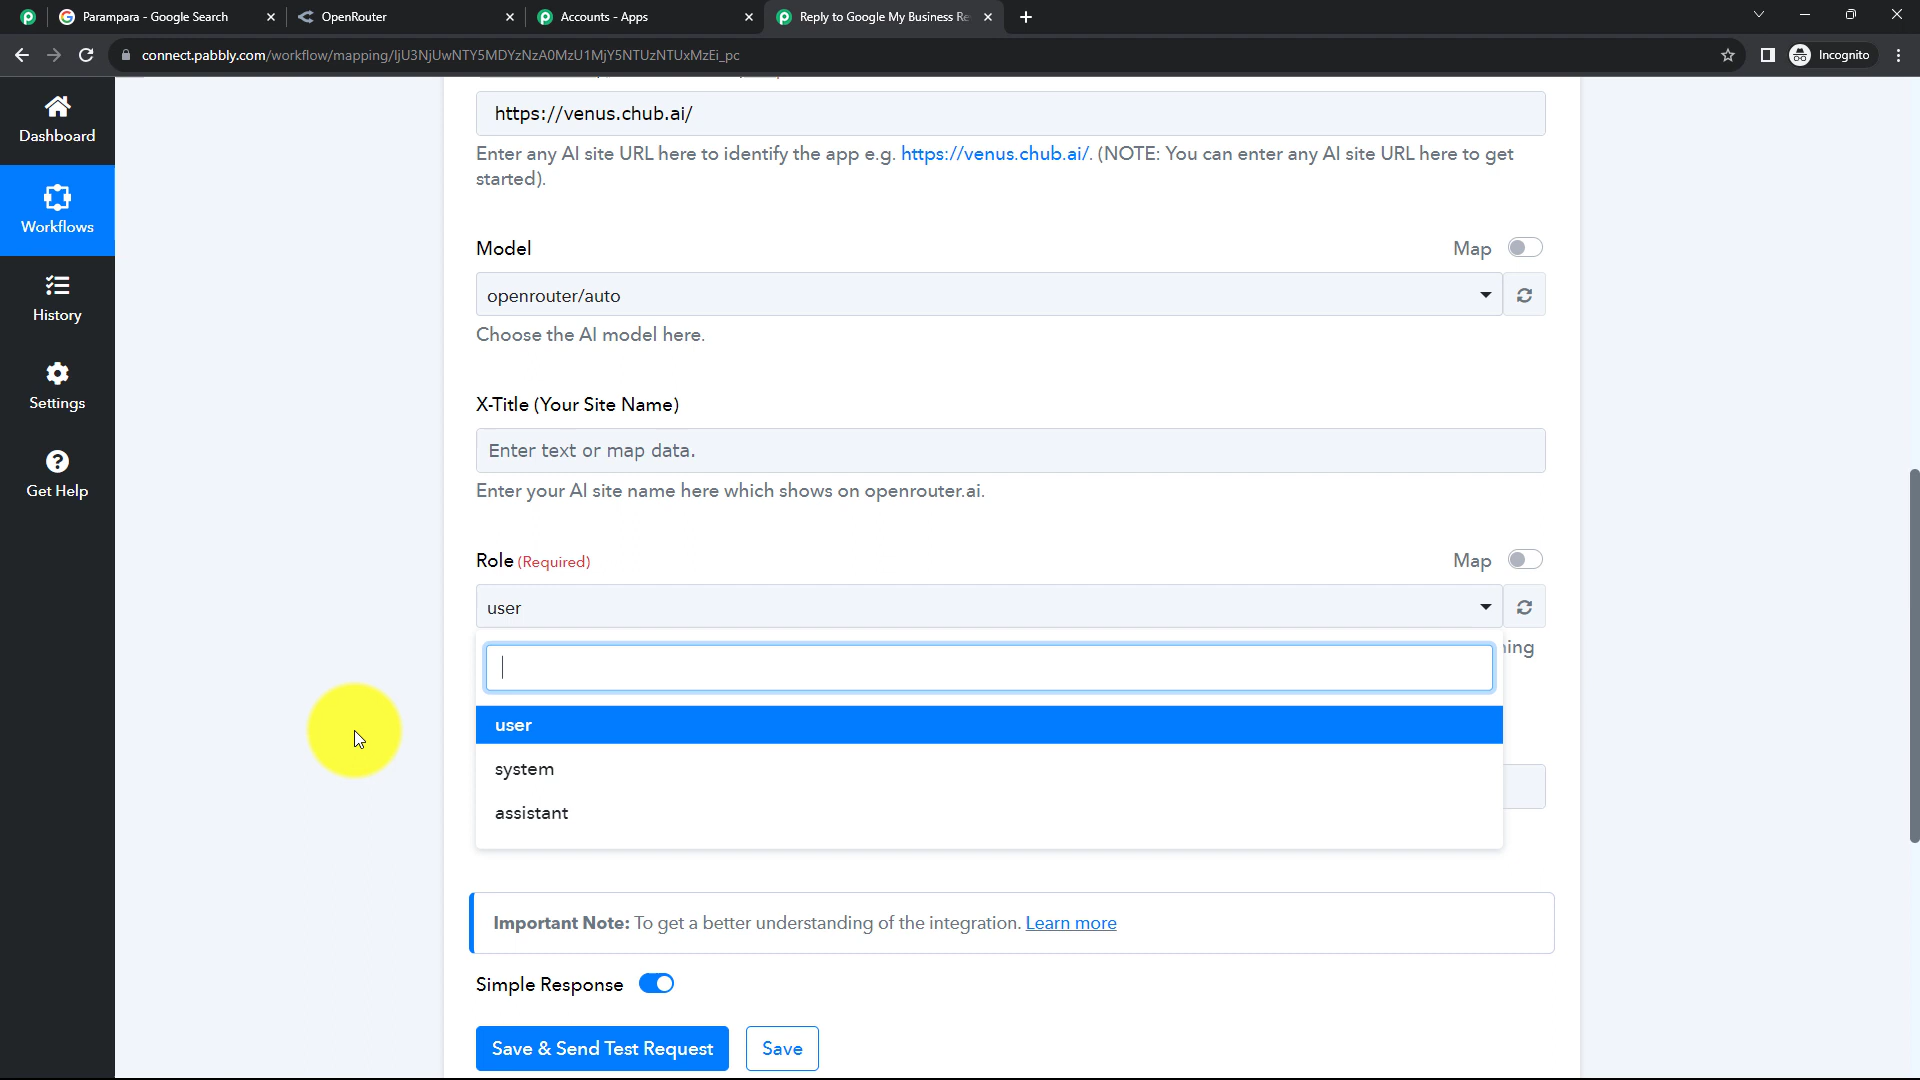 Parampara - Google Search
OpenRouter
Accounts - Apps
Reply to Google My Business Re
connect.pabbly.com/workflow/mapping/IjU3NjUwNTY5MDYzNzA0MzU1MjY5NTUzNTUxMzEi_pc
Incognito
Dashboard
Workflows
History
Settings
Get Help
https://venus.chub.ai/
Enter any AI site URL here to identify the app e.g. https://venus.chub.ai/. (NOTE: You can enter any AI site URL here to get
started).
Model
Map
openrouter/auto
Choose the AI model here.
X-Title (Your Site Name)
Enter text or map data.
Enter your AI site name here which shows on openrouter.ai.
Role (Required)
Map
user
user
system
assistant
Important Note: To get a better understanding of the integration. Learn more
Simple Response
Save & Send Test Request
Save